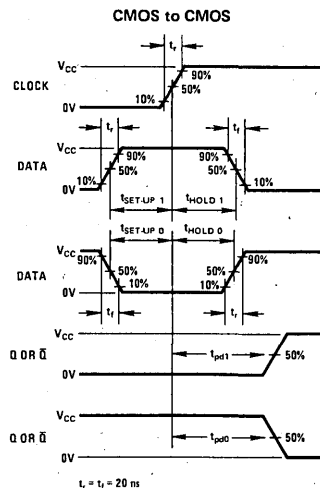 CMOS to CMOS
CLOCK
VCC
0V
tr
90%
50%
10%
DATA
VCC
0V
tr
90%
50%
10%
tf
90%
50%
10%
tSET-UP 1
tHOLD 1
DATA
VCC
0V
tSET-UP 0
tHOLD 0
90%
50%
10%
tf
90%
50%
10%
tr
Q OR Q̅
VCC
0V
tpd1
50%
Q OR Q̅
VCC
0V
tpd0
50%
tr = tf = 20 ns